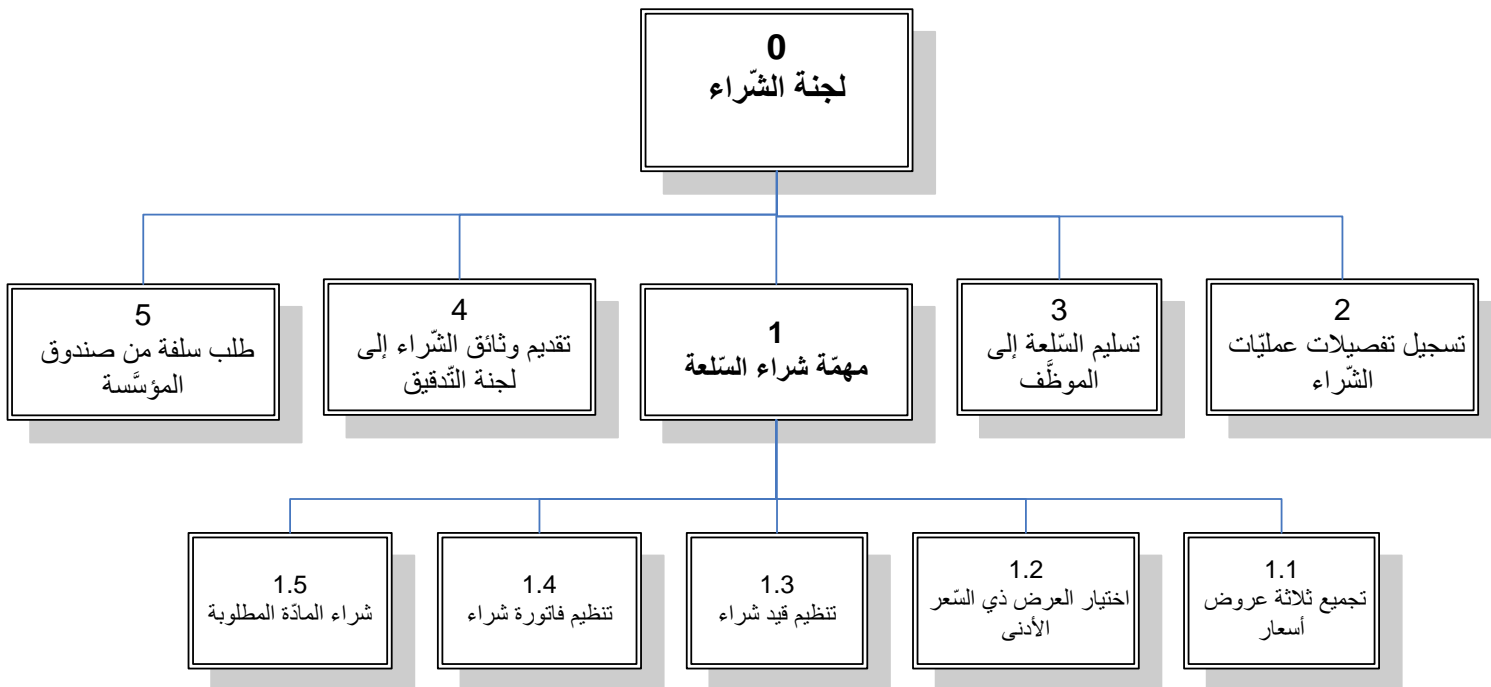 0
لجنة الشّراء
2
تسجيل تفصيلات عمليّات
الشّراء
3
تسليم السّلعة إلى
الموظَّف
1
مهمّة شراء السّلعة
4
تقديم وثائق الشّراء إلى
لجنة التّدقيق
5
طلب سلفة من صندوق
المؤسَّسة
1.1
تجميع ثلاثة عروض
أسعار
1.2
اختيار العرض ذي السّعر
الأدنى
1.3
تنظيم قيد شراء
1.4
تنظيم فاتورة شراء
1.5
شراء المادّة المطلوبة